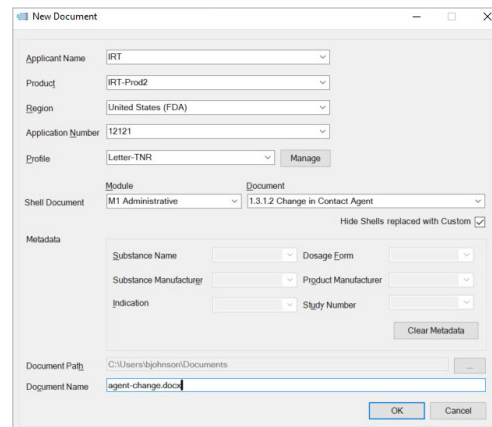 New Document
Applicant Name IRT
Product IRT-Prod2
Region United States (FDA)
Application Number 12121
Profile Letter-TNR Manage
Module Document
Shell Document M1 Administrative 1.3.1.2 Change in Contact Agent
Hide Shells replaced with Custom
Metadata
Substance Name Dosage Form
Substance Manufacturer Product Manufacturer
Indication Study Number
Clear Metadata
Document Path C:\Users\bjohnson\Documents ...
Document Name agent-change.docx
OK Cancel